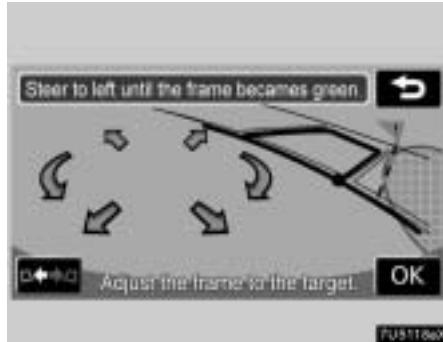 Steer to left until the frame becames green.
Adjust the frame to the target.
OK